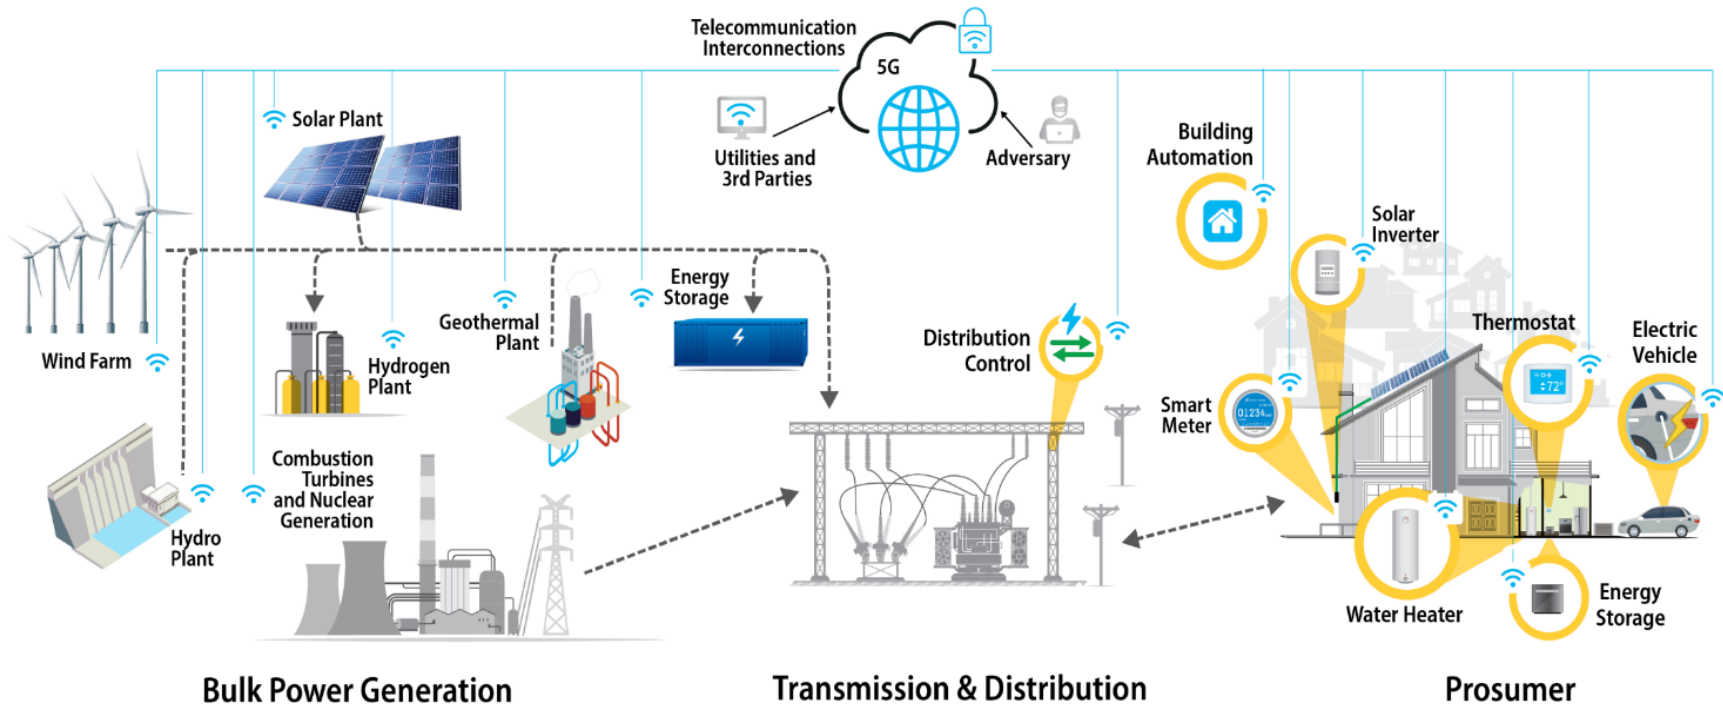 Telecommunication
Interconnections
5G
Utilities and
3rd Parties
Adversary
Solar Plant
Wind Farm
Hydrogen
Plant
Geothermal
Plant
Energy
Storage
Hydro
Plant
Combustion
Turbines
and Nuclear
Generation
Distribution
Control
Building
Automation
Solar
Inverter
Thermostat
72°
Electric
Vehicle
Smart
Meter
01234
Water Heater
Energy
Storage
Bulk Power Generation
Transmission & Distribution
Prosumer